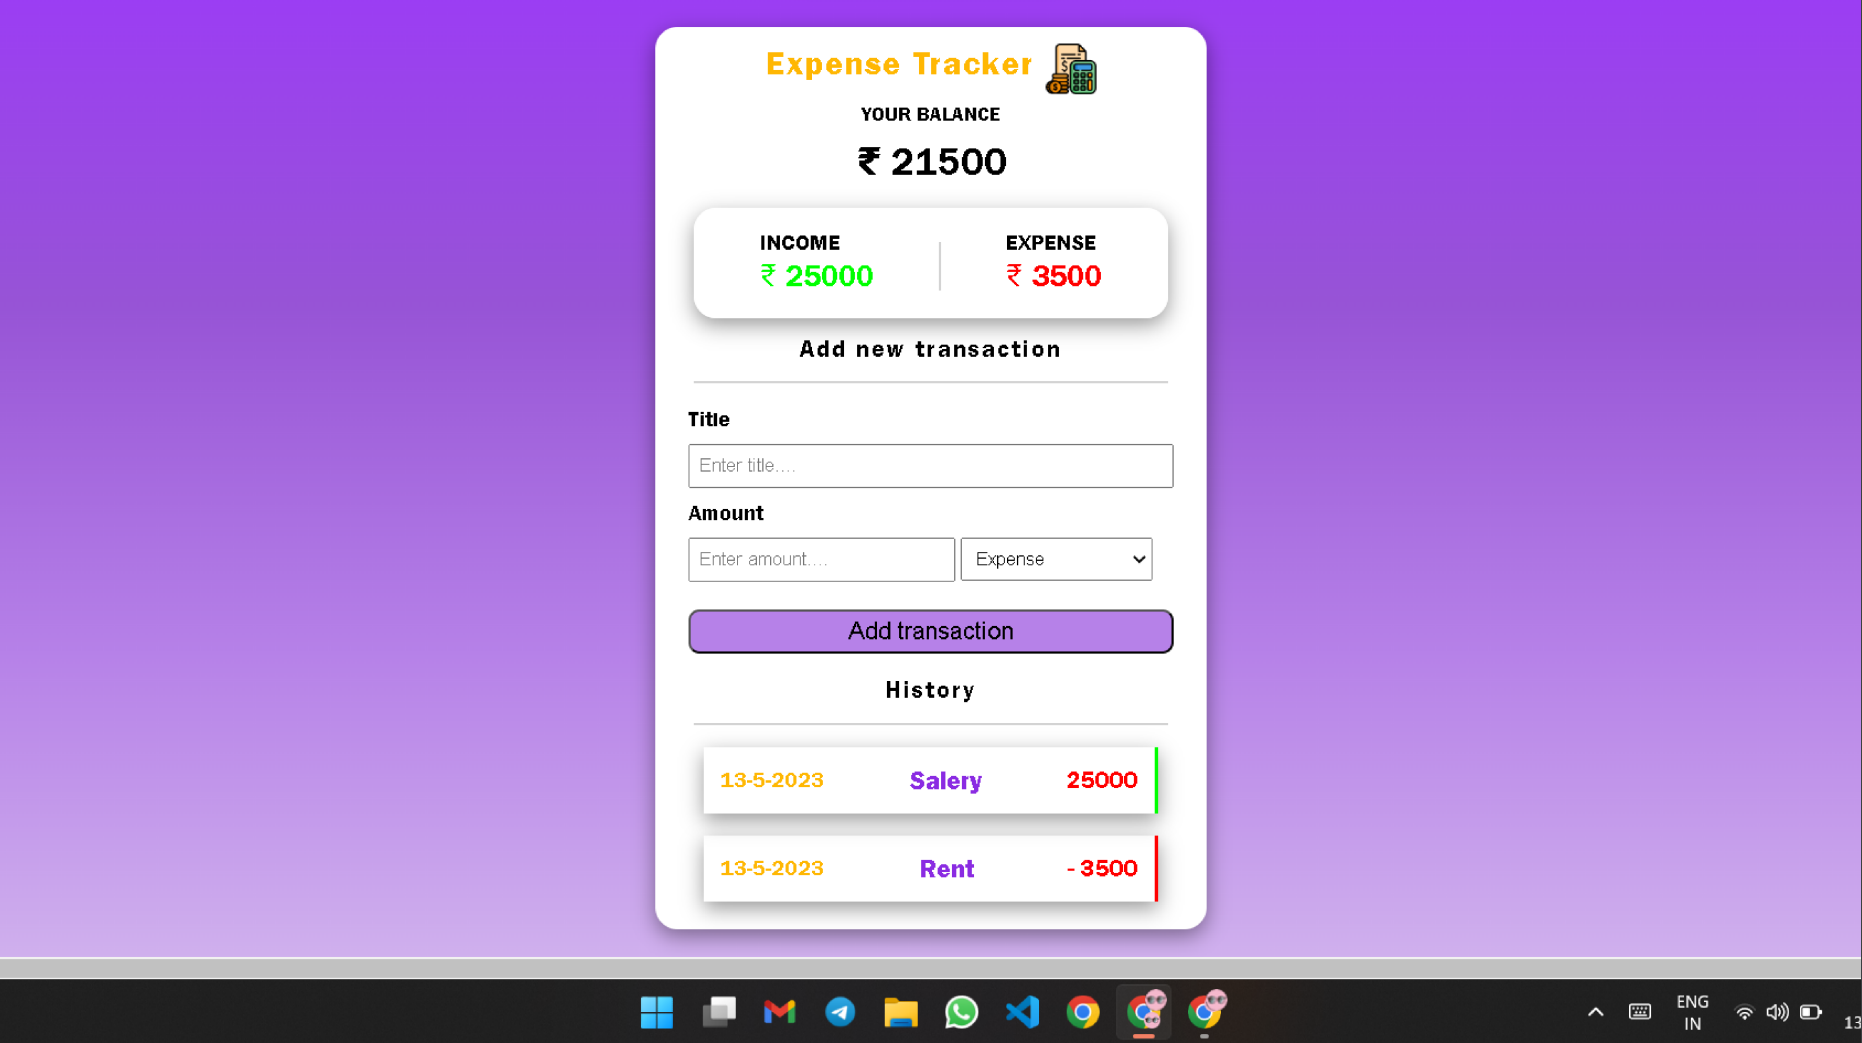 Expense Tracker
YOUR BALANCE
₹ 21500
INCOME EXPENSE
₹ 25000 ₹ 3500
Add new transaction
Title
Enter title....
Amount
Enter amount.... Expense
Add transaction
History
13-5-2023 Salery 25000
13-5-2023 Rent - 3500
ENG
IN
13